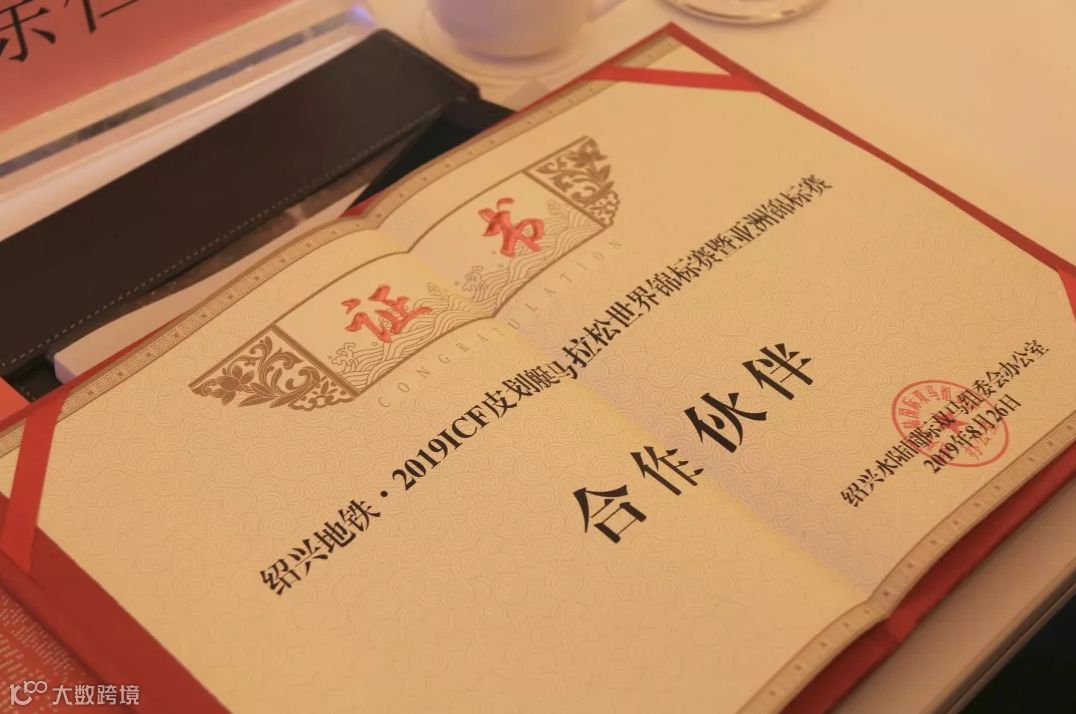 证书
CONGRATULATION
绍兴地铁·2019ICF皮划艇马拉松世界锦标赛暨亚洲锦标赛
合作伙伴
绍兴水陆国际双马组委会办公室
2019年8月26日
大数跨境